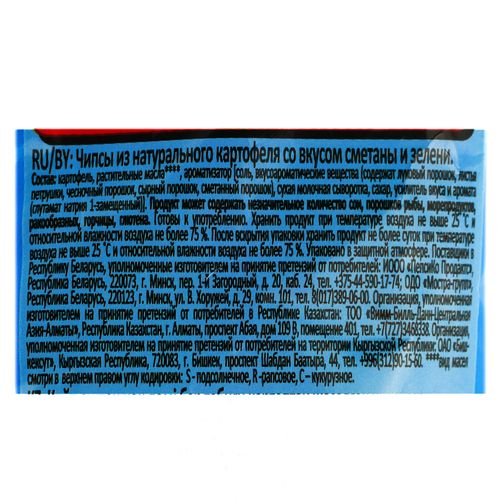 RU/BY: Чипсы из натурального картофеля со вкусом сметаны и зелени.
Состав: картофель, растительные масла****, ароматизатор [соль, вкусоароматические вещества (содержат луковый порошок, листья
петрушки, чесночный порошок, сырный порошок, сметанный порошок), сухая молочная сыворотка, сахар, усилитель вкуса и аромата
(глутамат натрия 1-замещенный)]. Продукт может содержать незначительное количество сои, порошков рыбы, морепродуктов,
ракообразных, горчицы, глютена. Готовы к употреблению. Хранить продукт при температуре воздуха не выше 25 °C и
относительной влажности воздуха не более 75 %. После вскрытия упаковки хранить продукт не более суток при температуре
воздуха не выше 25 °C и относительной влажности воздуха не более 75 %. Упаковано в защитной атмосфере. Поставщики в
Республику Беларусь, уполномоченные изготовителем на принятие претензий от потребителей: ИООО «Пепсико Продакт»,
Республика Беларусь, 220075, г. Минск, пер. 1-й Загородный, д. 20, каб. 24, тел. +375-44-590-17-74; ОДО «Мостра-групп»,
Республика Беларусь, 220123, г. Минск, ул. В. Хоружей, д. 29, комн. 101, тел. 8(017)389-06-00. Организация, уполномоченная
изготовителем на принятие претензий от потребителей в Республике Казахстан: ТОО «Вимм-Билль-Данн-Центральная
Азия-Алматы», Республика Казахстан, г. Алматы, проспект Абая, дом 109 В, помещение 401, тел. +7(727)3468338. Организация,
уполномоченная изготовителем на принятие претензий от потребителей на территории Кыргызской Республики: ОАО «Биш-
кексут», Кыргызская Республика, 720083, г. Бишкек, проспект Шабдан Баатыра, 44, тел. +996(312)90-15-60. ****вид масел
смотри в верхнем правом углу кодировки: S - подсолнечное, R - рапсовое, C – кукурузное.